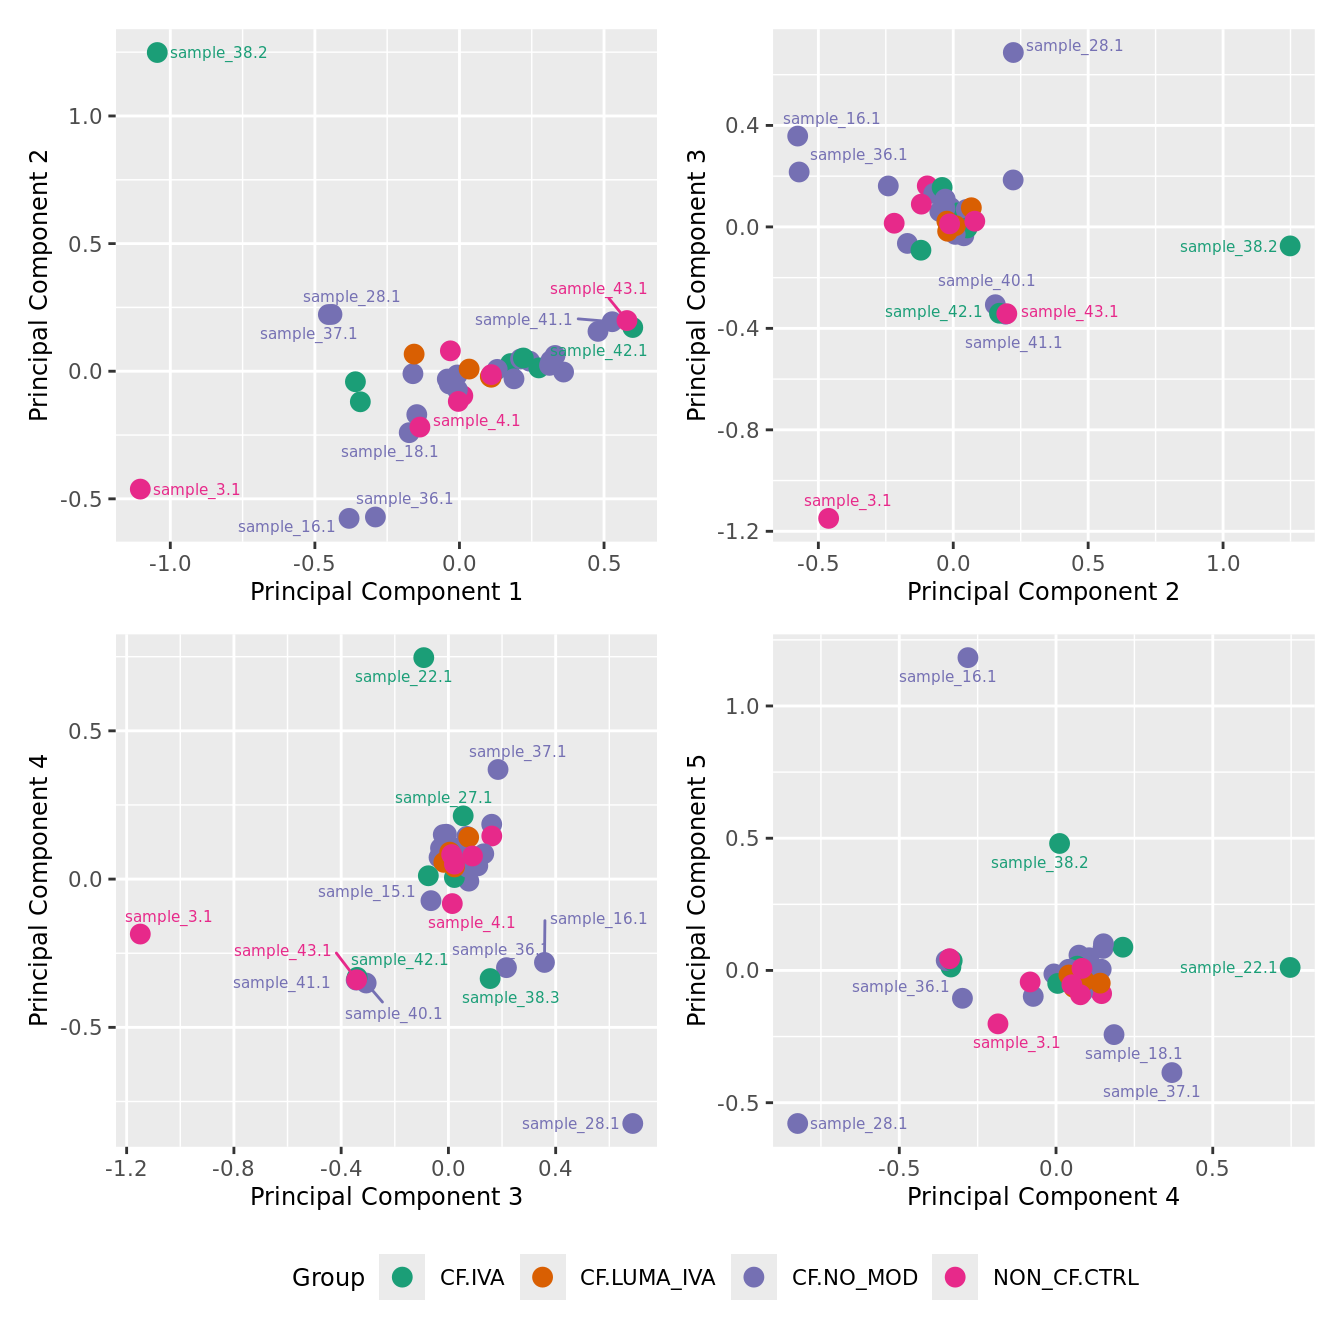 sample_38.2
sample_28.1
sample_37.1
sample_43.1
sample_41.1
sample_42.1
sample_4.1
sample_18.1
sample_3.1
sample_36.1
sample_16.1
1.0
0.5
0.0
-0.5
-1.0
-0.5
0.0
0.5
Principal Component 1
Principal Component 2
sample_28.1
sample_16.1
sample_36.1
sample_38.2
sample_40.1
sample_42.1
sample_43.1
sample_41.1
sample_3.1
0.4
0.0
-0.4
-0.8
-1.2
-0.5
0.0
0.5
1.0
Principal Component 2
Principal Component 3
sample_22.1
sample_37.1
sample_27.1
sample_15.1
sample_3.1
sample_4.1
sample_16.1
sample_43.1
sample_42.1
sample_36.1
sample_41.1
sample_38.3
sample_40.1
sample_28.1
0.5
0.0
-0.5
-1.2
-0.8
-0.4
0.0
0.4
Principal Component 3
Principal Component 4
sample_16.1
sample_38.2
sample_22.1
sample_36.1
sample_3.1
sample_18.1
sample_37.1
sample_28.1
1.0
0.5
0.0
-0.5
-0.5
0.0
0.5
Principal Component 4
Principal Component 5
Group CF.IVA CF.LUMA_IVA CF.NO_MOD NON_CF.CTRL